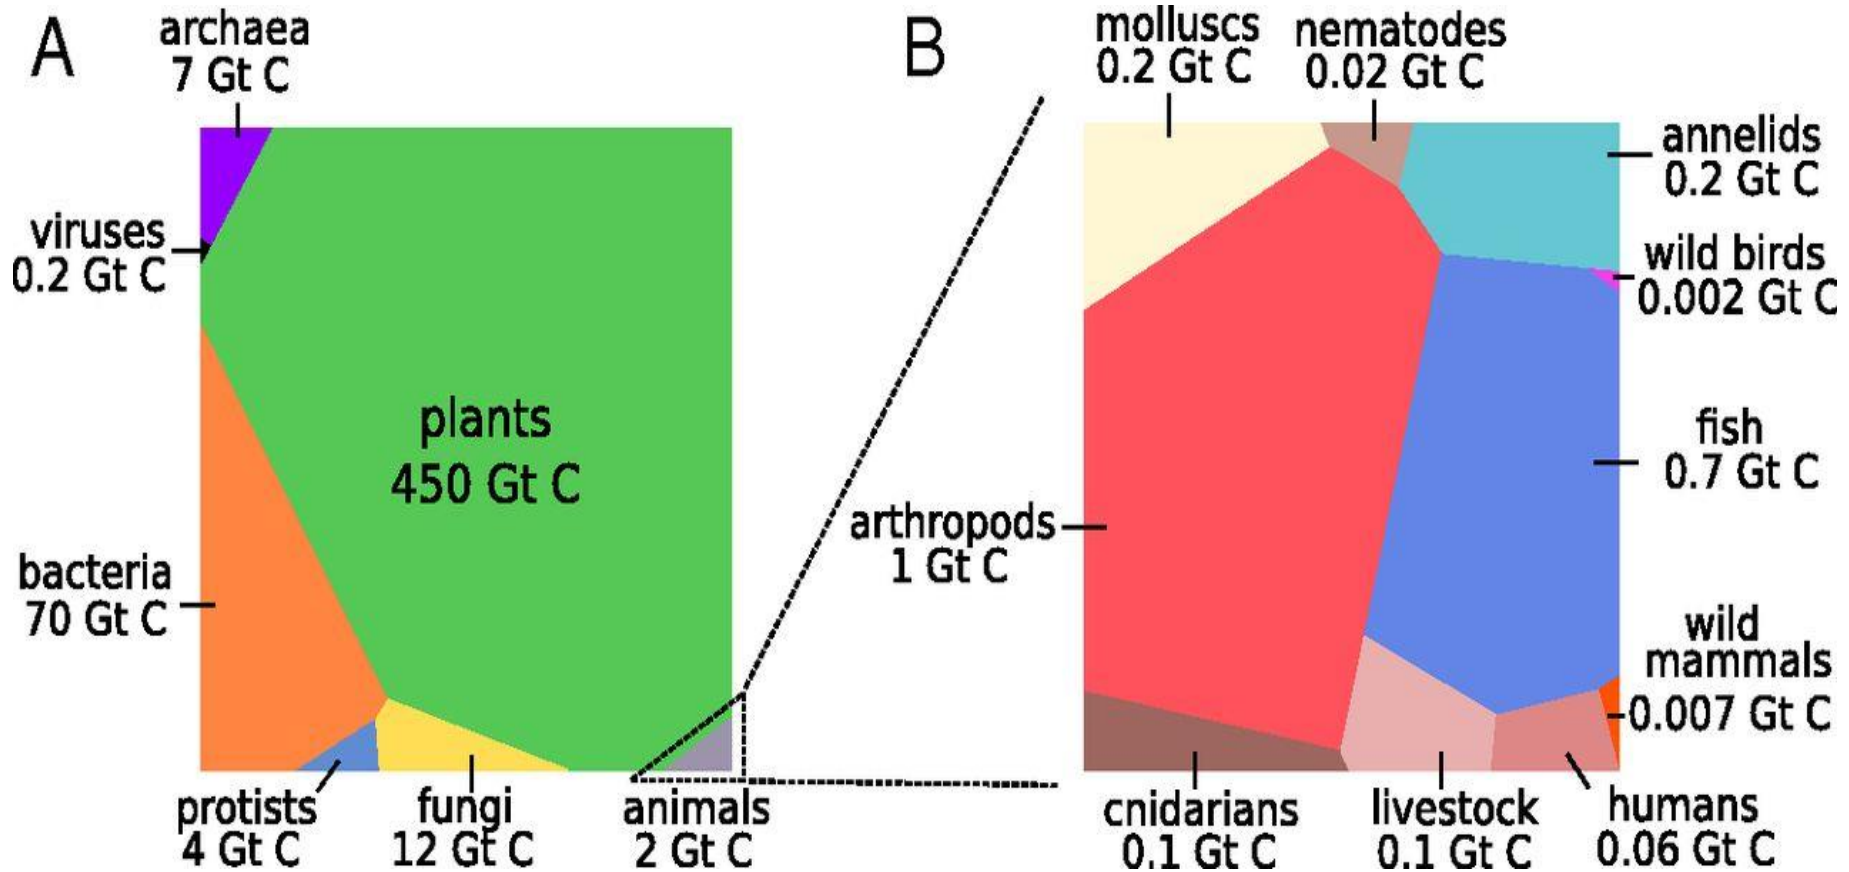 A
archaea
7 Gt C
viruses
0.2 Gt C
plants
450 Gt C
bacteria
70 Gt C
protists
4 Gt C
fungi
12 Gt C
animals
2 Gt C
B
molluscs
0.2 Gt C
nematodes
0.02 Gt C
annelids
0.2 Gt C
wild birds
0.002 Gt C
fish
0.7 Gt C
arthropods
1 Gt C
wild
mammals
0.007 Gt C
cnidarians
0.1 Gt C
livestock
0.1 Gt C
humans
0.06 Gt C